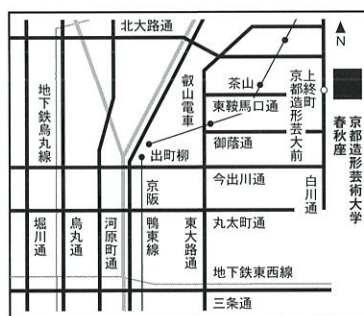 北大路通
N
叡山電車
茶山
上終町
京都造形芸大前
地下鉄烏丸線
東鞍馬口通
京都造形芸術大学
春秋座
御蔭通
出町柳
今出川通
白川通
京阪
鴨東線
堀川通
烏丸通
河原町通
東大路通
丸太町通
地下鉄東西線
三条通